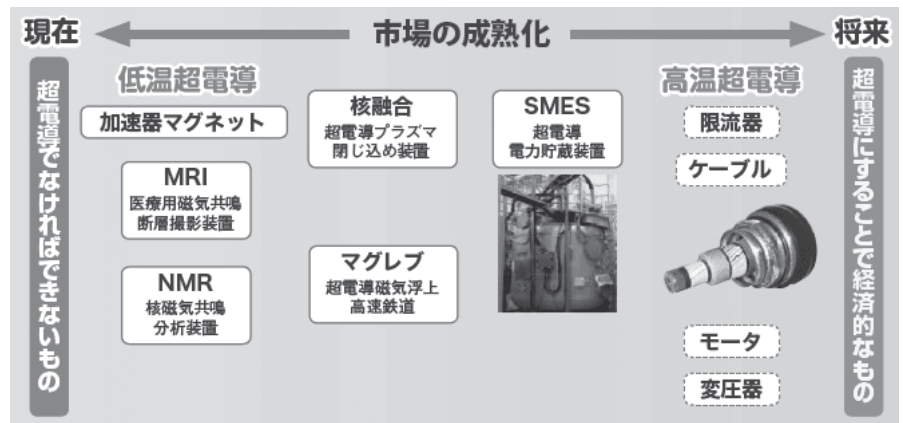 現在
市場の成熟化
将来
超電導でなければできないもの
低温超電導
加速器マグネット
MRI
医療用磁気共鳴
断層撮影装置
NMR
核磁気共鳴
分析装置
核融合
超電導プラズマ
閉じ込め装置
マグレブ
超電導磁気浮上
高速鉄道
SMES
超電導
電力貯蔵装置
高温超電導
限流器
ケーブル
モータ
変圧器
超電導にすることで経済的なもの